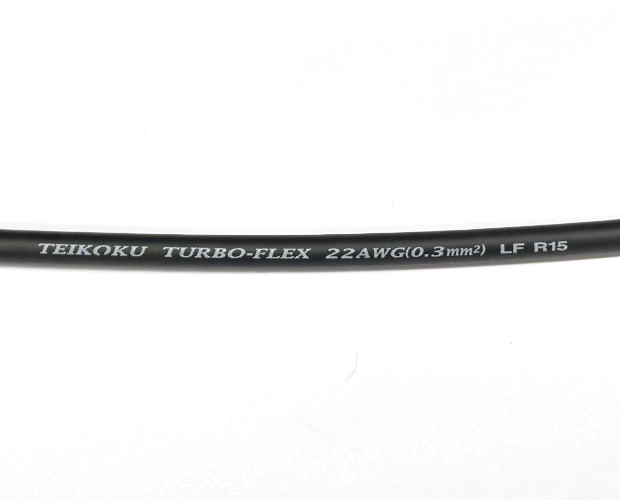 TEIKOKU TURBO-FLEX 22AWG(0.3mm²) LF R15